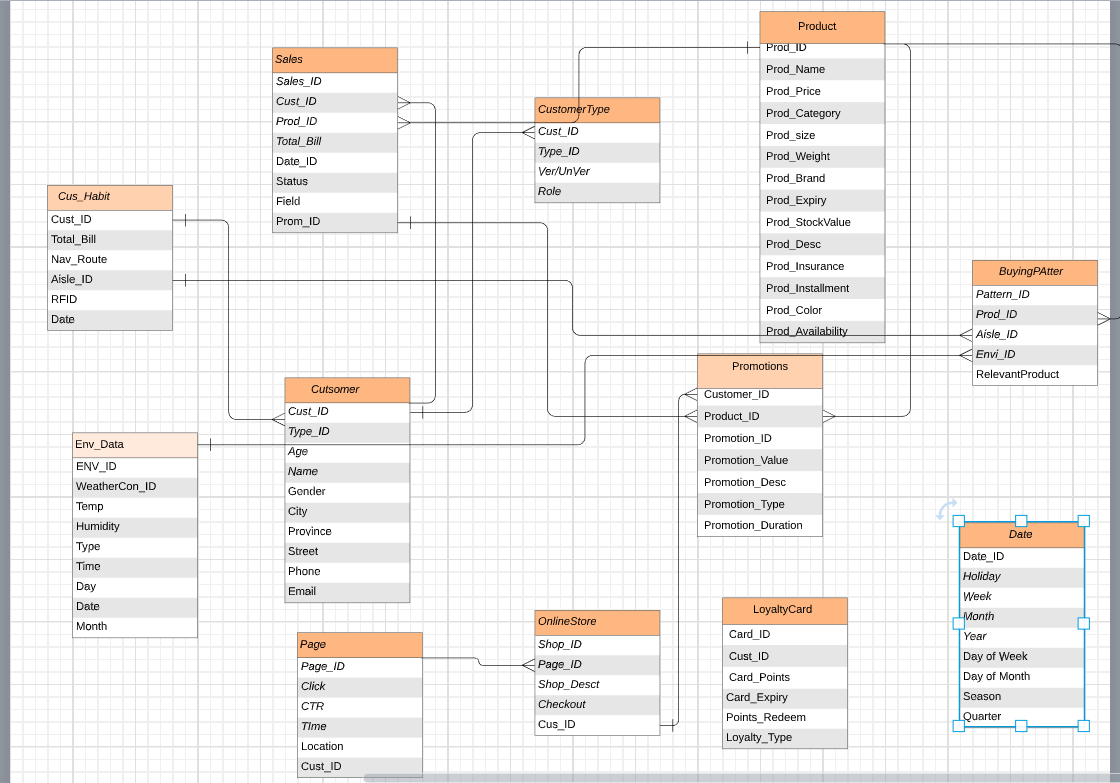 Product
Prod_ID
Prod_Name
Prod_Price
Prod_Category
Prod_size
Prod_Weight
Prod_Brand
Prod_Expiry
Prod_StockValue
Prod_Desc
Prod_Insurance
Prod_Installment
Prod_Color
Prod_Availability
Sales
Sales_ID
Cust_ID
Prod_ID
Total_Bill
Date_ID
Status
Field
Prom_ID
CustomerType
Cust_ID
Type_ID
Ver/UnVer
Role
Cus_Habit
Cust_ID
Total_Bill
Nav_Route
Aisle_ID
RFID
Date
BuyingPAtter
Pattern_ID
Prod_ID
Aisle_ID
Envi_ID
RelevantProduct
Promotions
Customer_ID
Product_ID
Promotion_ID
Promotion_Value
Promotion_Desc
Promotion_Type
Promotion_Duration
Cutsomer
Cust_ID
Type_ID
Age
Name
Gender
City
Province
Street
Phone
Email
Env_Data
ENV_ID
WeatherCon_ID
Temp
Humidity
Type
Time
Day
Date
Month
Date
Date_ID
Holiday
Week
Month
Year
Day of Week
Day of Month
Season
Quarter
LoyaltyCard
Card_ID
Cust_ID
Card_Points
Card_Expiry
Points_Redeem
Loyalty_Type
OnlineStore
Shop_ID
Page_ID
Shop_Desct
Checkout
Cus_ID
Page
Page_ID
Click
CTR
TIme
Location
Cust_ID